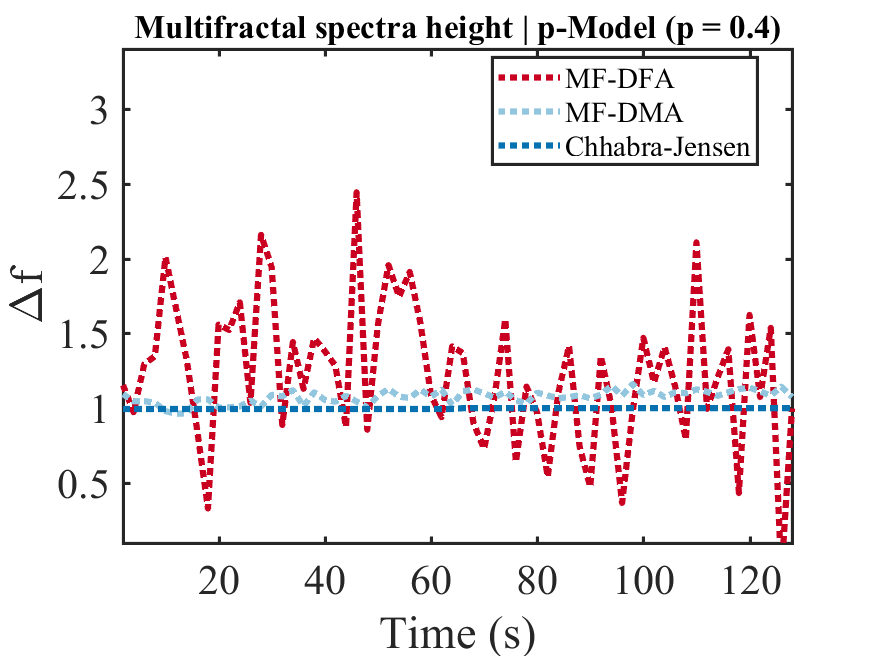 Multifractal spectra height | p-Model (p = 0.4)
MF-DFA
MF-DMA
Chhabra-Jensen
3
2.5
2
1.5
1
0.5
Δf
20 40 60 80 100 120
Time (s)